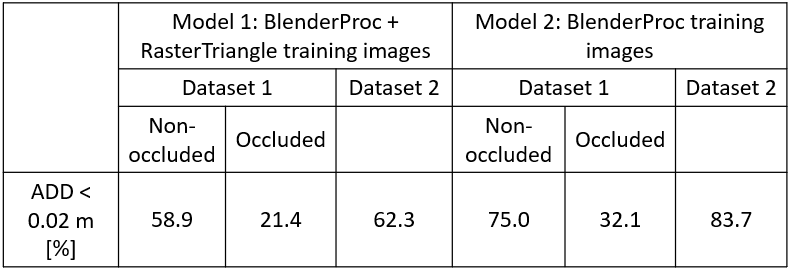 Model 1: BlenderProc +
RasterTriangle training images
Model 2: BlenderProc training
images
Dataset 1
Dataset 2
Dataset 1
Dataset 2
Non-
occluded
Occluded
Non-
occluded
Occluded
ADD <
0.02 m
[%]
58.9
21.4
62.3
75.0
32.1
83.7